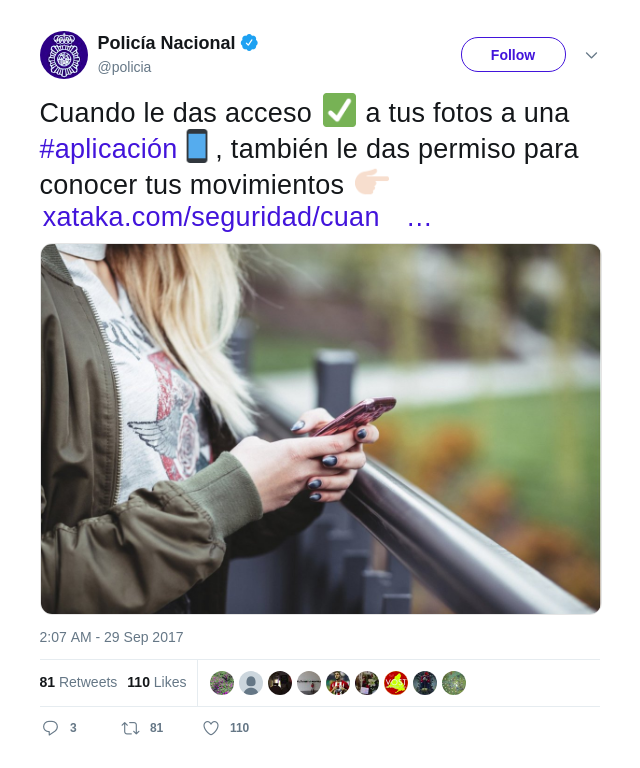 Policía Nacional
@policia
Follow
Cuando le das acceso ✅ a tus fotos a una
#aplicación 📱, también le das permiso para
conocer tus movimientos 👉🏻
xataka.com/seguridad/cuan …
2:07 AM - 29 Sep 2017
81 Retweets 110 Likes
3 81 110